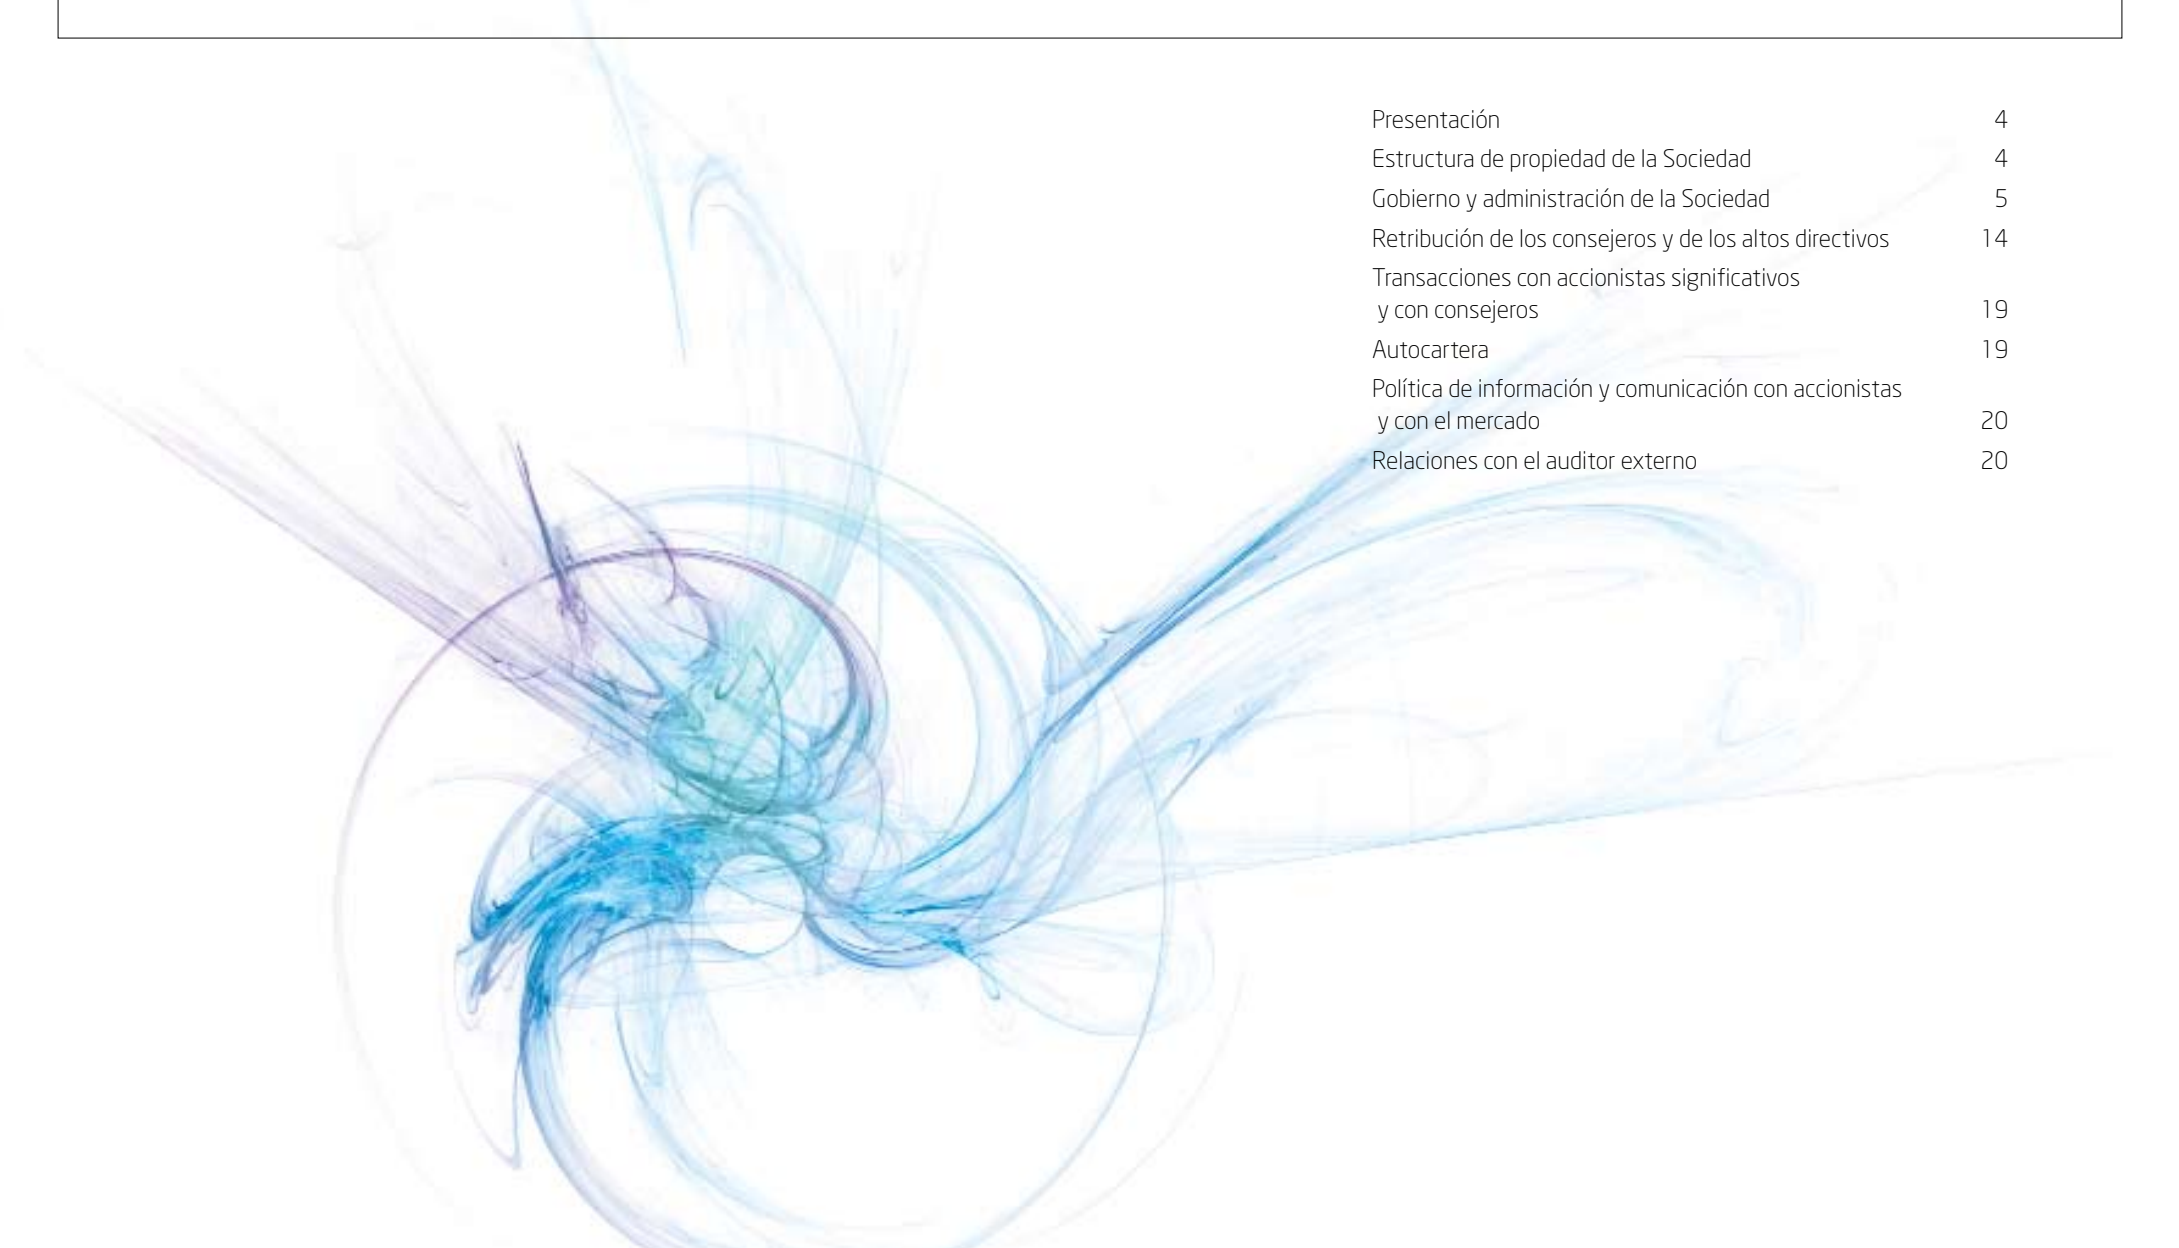 Presentación 4
Estructura de propiedad de la Sociedad 4
Gobierno y administración de la Sociedad 5
Retribución de los consejeros y de los altos directivos 14
Transacciones con accionistas significativos
y con consejeros 19
Autocartera 19
Política de información y comunicación con accionistas
y con el mercado 20
Relaciones con el auditor externo 20